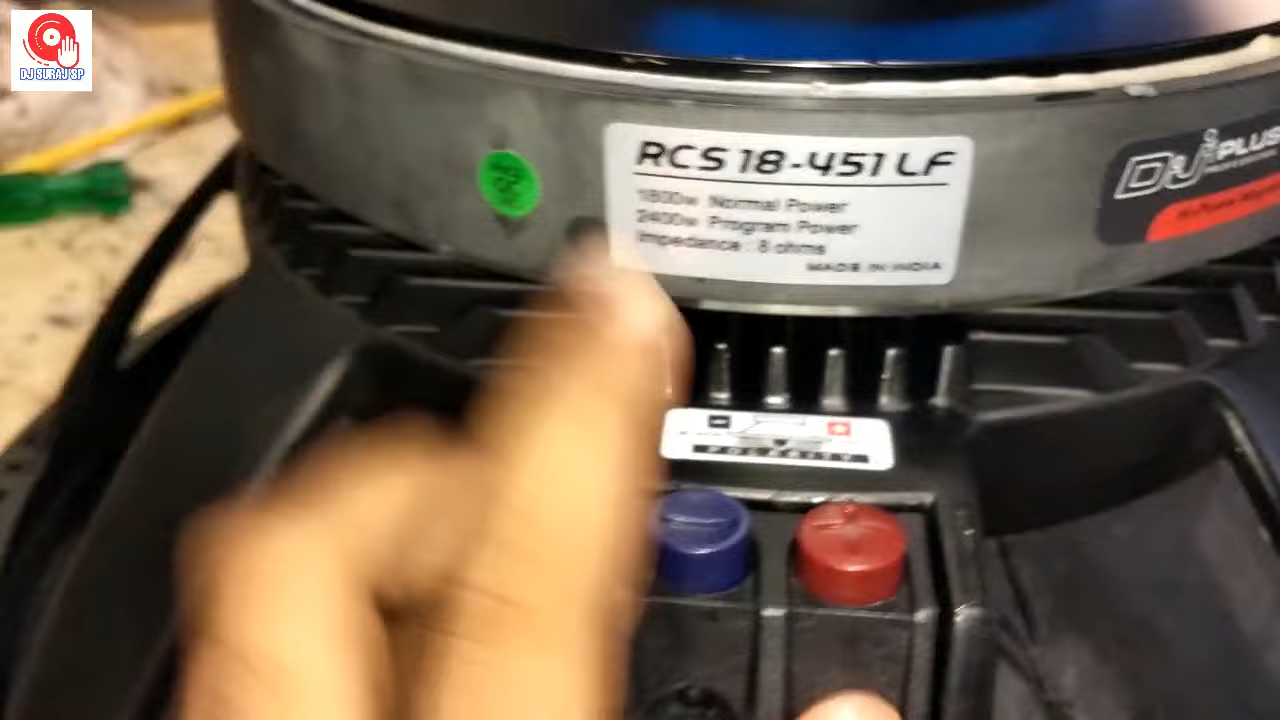 DJ SURAJ SP
RCS 18-451 LF
1800w Normal Power
2400w Program Power
Impedance : 8 ohms
MADE IN INDIA
DJ PLUS
- +
POLARITY